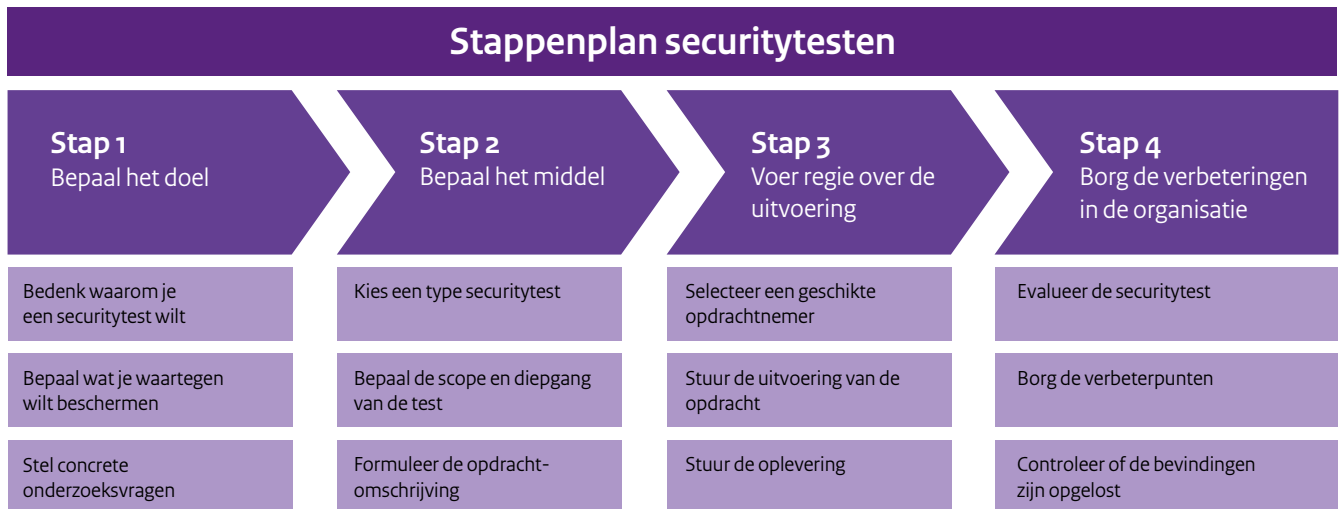 Stappenplan securitytesten
Stap 1
Bepaal het doel
Bedenk waarom je
een securitytest wilt
Bepaal wat je waartegen
wilt beschermen
Stel concrete
onderzoeksvragen
Stap 2
Bepaal het middel
Kies een type securitytest
Bepaal de scope en diepgang
van de test
Formuleer de opdracht-
omschrijving
Stap 3
Voer regie over de
uitvoering
Selecteer een geschikte
opdrachtnemer
Stuur de uitvoering van de
opdracht
Stuur de oplevering
Stap 4
Borg de verbeteringen
in de organisatie
Evalueer de securitytest
Borg de verbeterpunten
Controleer of de bevindingen
zijn opgelost